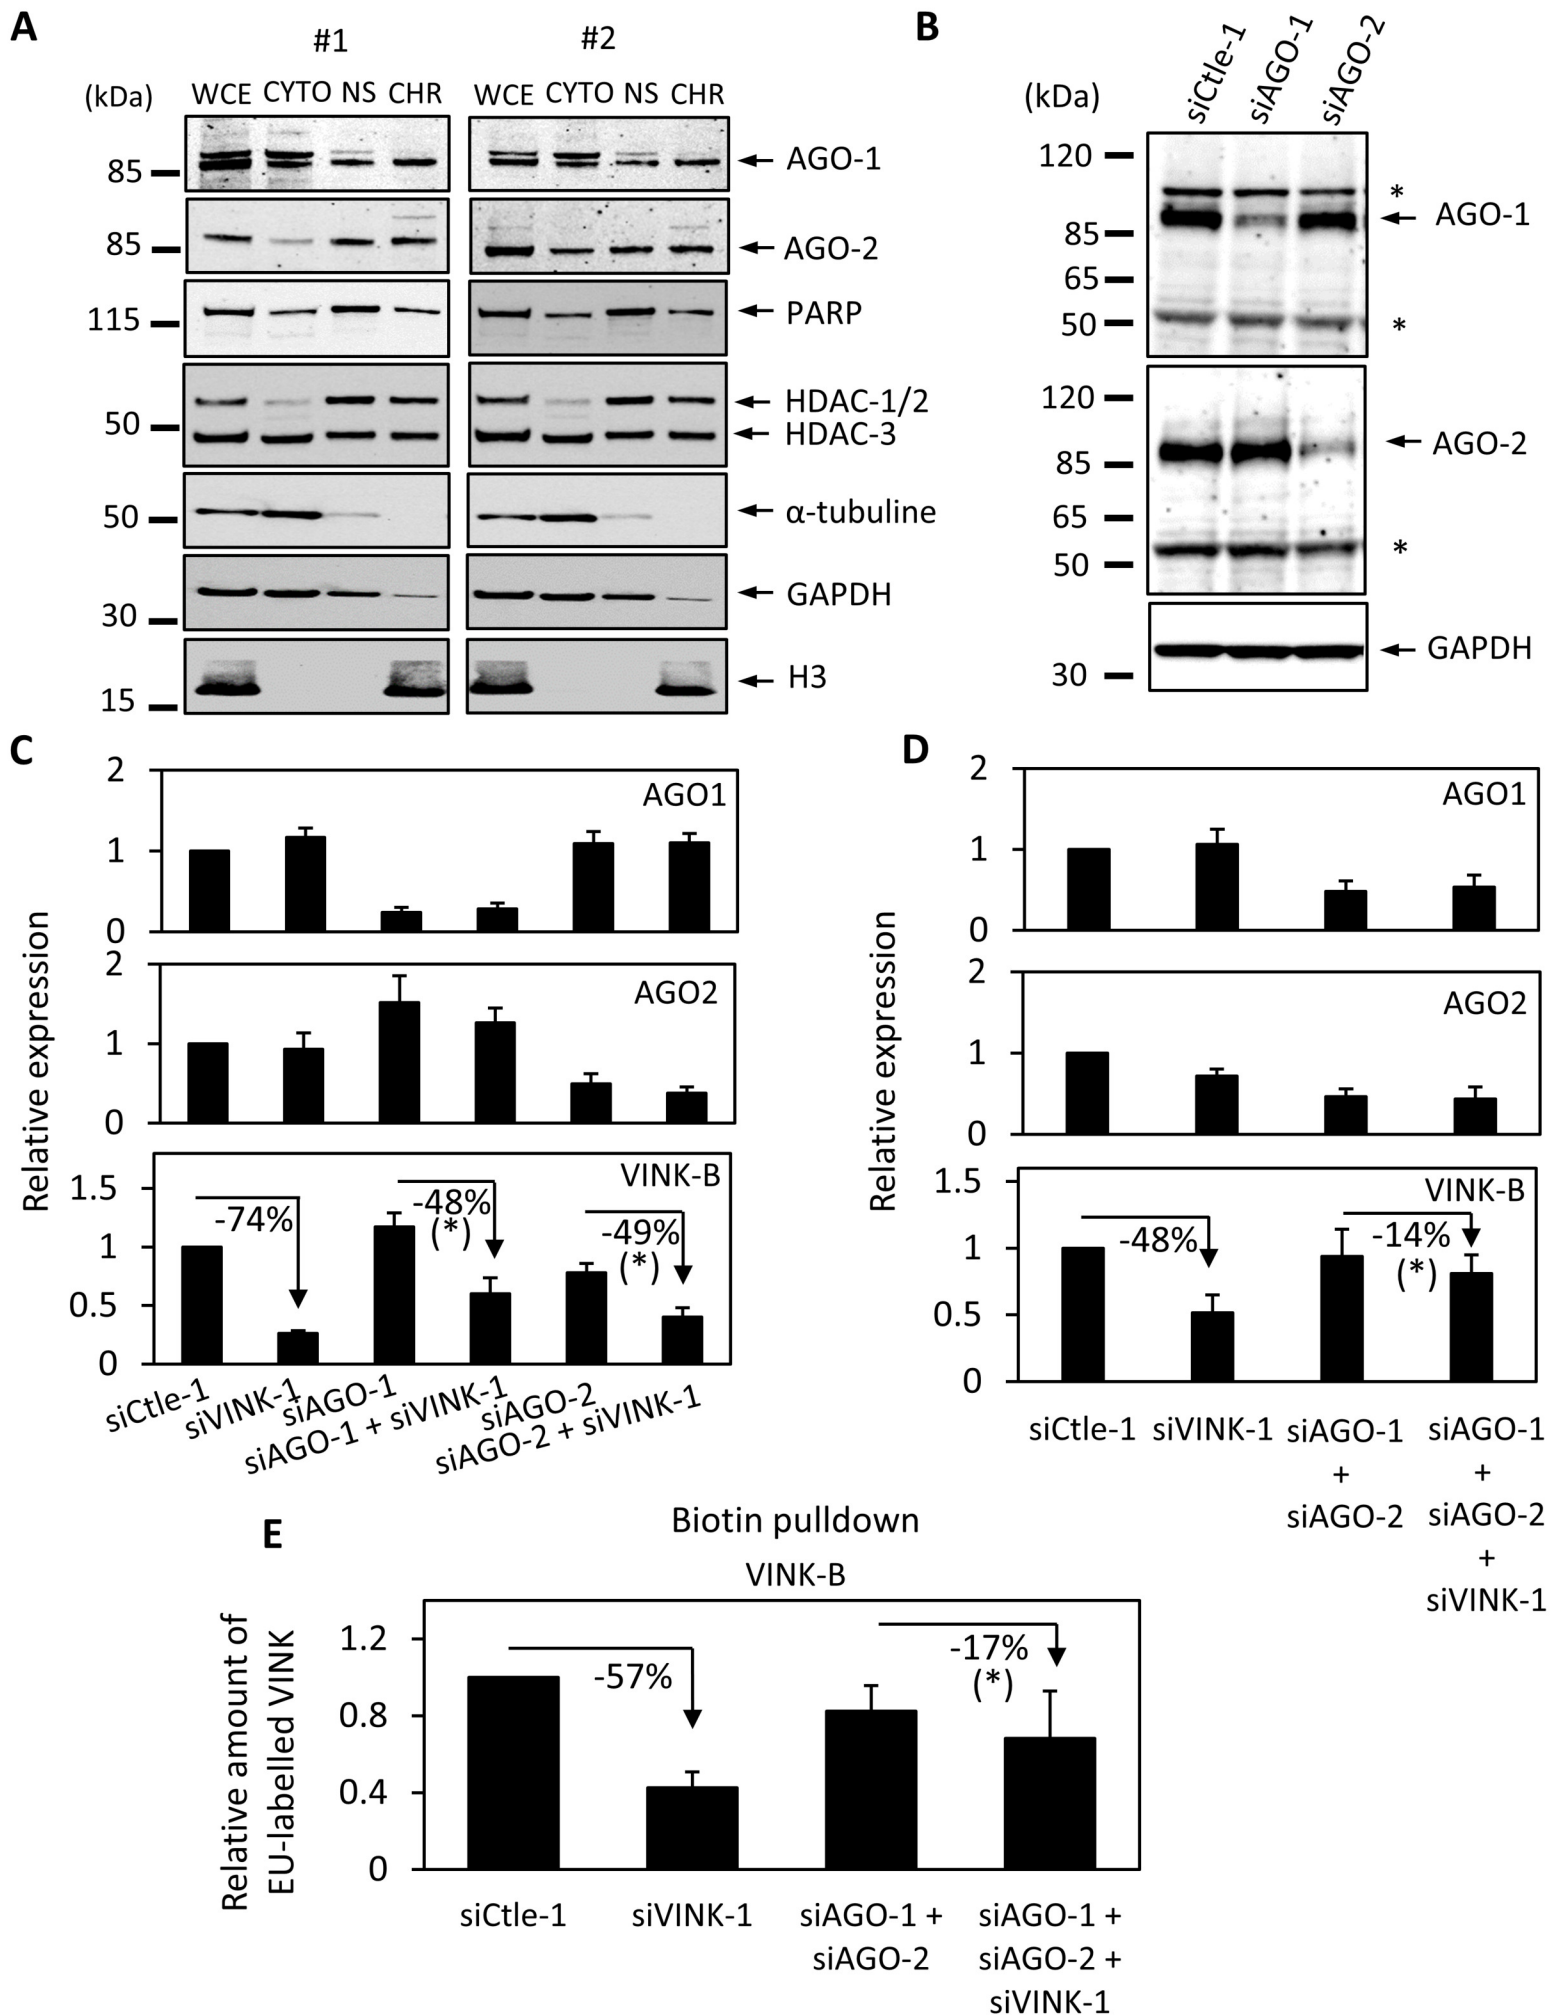 A
#1
#2
(kDa)
WCE CYTO NS CHR
WCE CYTO NS CHR
85
AGO-1
85
AGO-2
115
PARP
HDAC-1/2
50
HDAC-3
50
α-tubuline
GAPDH
30
H3
15
B
(kDa)
siCtle-1
siAGO-1
siAGO-2
120
*
AGO-1
85
65
50
*
120
AGO-2
85
65
*
50
GAPDH
30
C
Relative expression
2
AGO1
1
0
2
AGO2
1
0
VINK-B
1.5
-74%
-48%
(*)
-49%
(*)
1
0.5
0
siCtle-1
siVINK-1
siAGO-1
siAGO-1 + siVINK-1
siAGO-2
siAGO-2 + siVINK-1
D
Relative expression
2
AGO1
1
0
2
AGO2
1
0
1.5
VINK-B
-48%
-14%
(*)
1
0.5
0
siCtle-1
siVINK-1
siAGO-1
+
siAGO-2
siAGO-1
+
siAGO-2
+
siVINK-1
E
Biotin pulldown
VINK-B
Relative amount of
EU-labelled VINK
1.2
-57%
-17%
(*)
0.8
0.4
0
siCtle-1
siVINK-1
siAGO-1 +
siAGO-2
siAGO-1 +
siAGO-2 +
siVINK-1